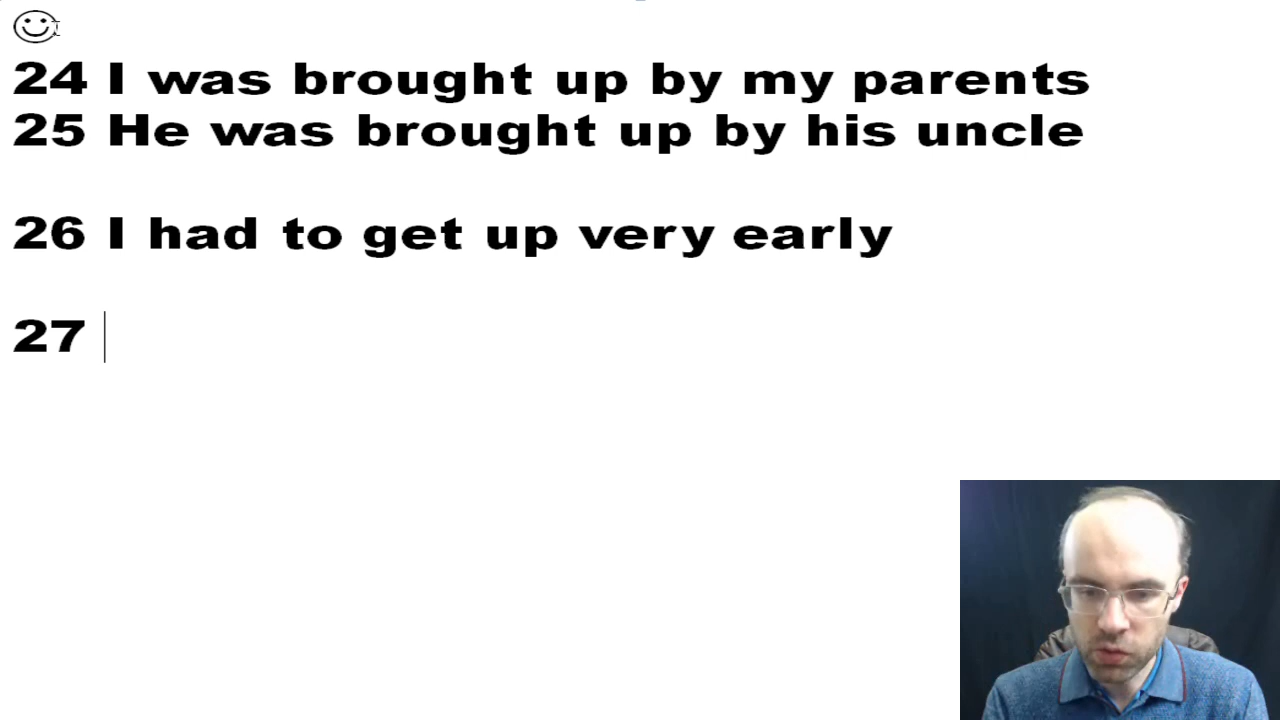 24 I was brought up by my parents
25 He was brought up by his uncle
26 I had to get up very early
27